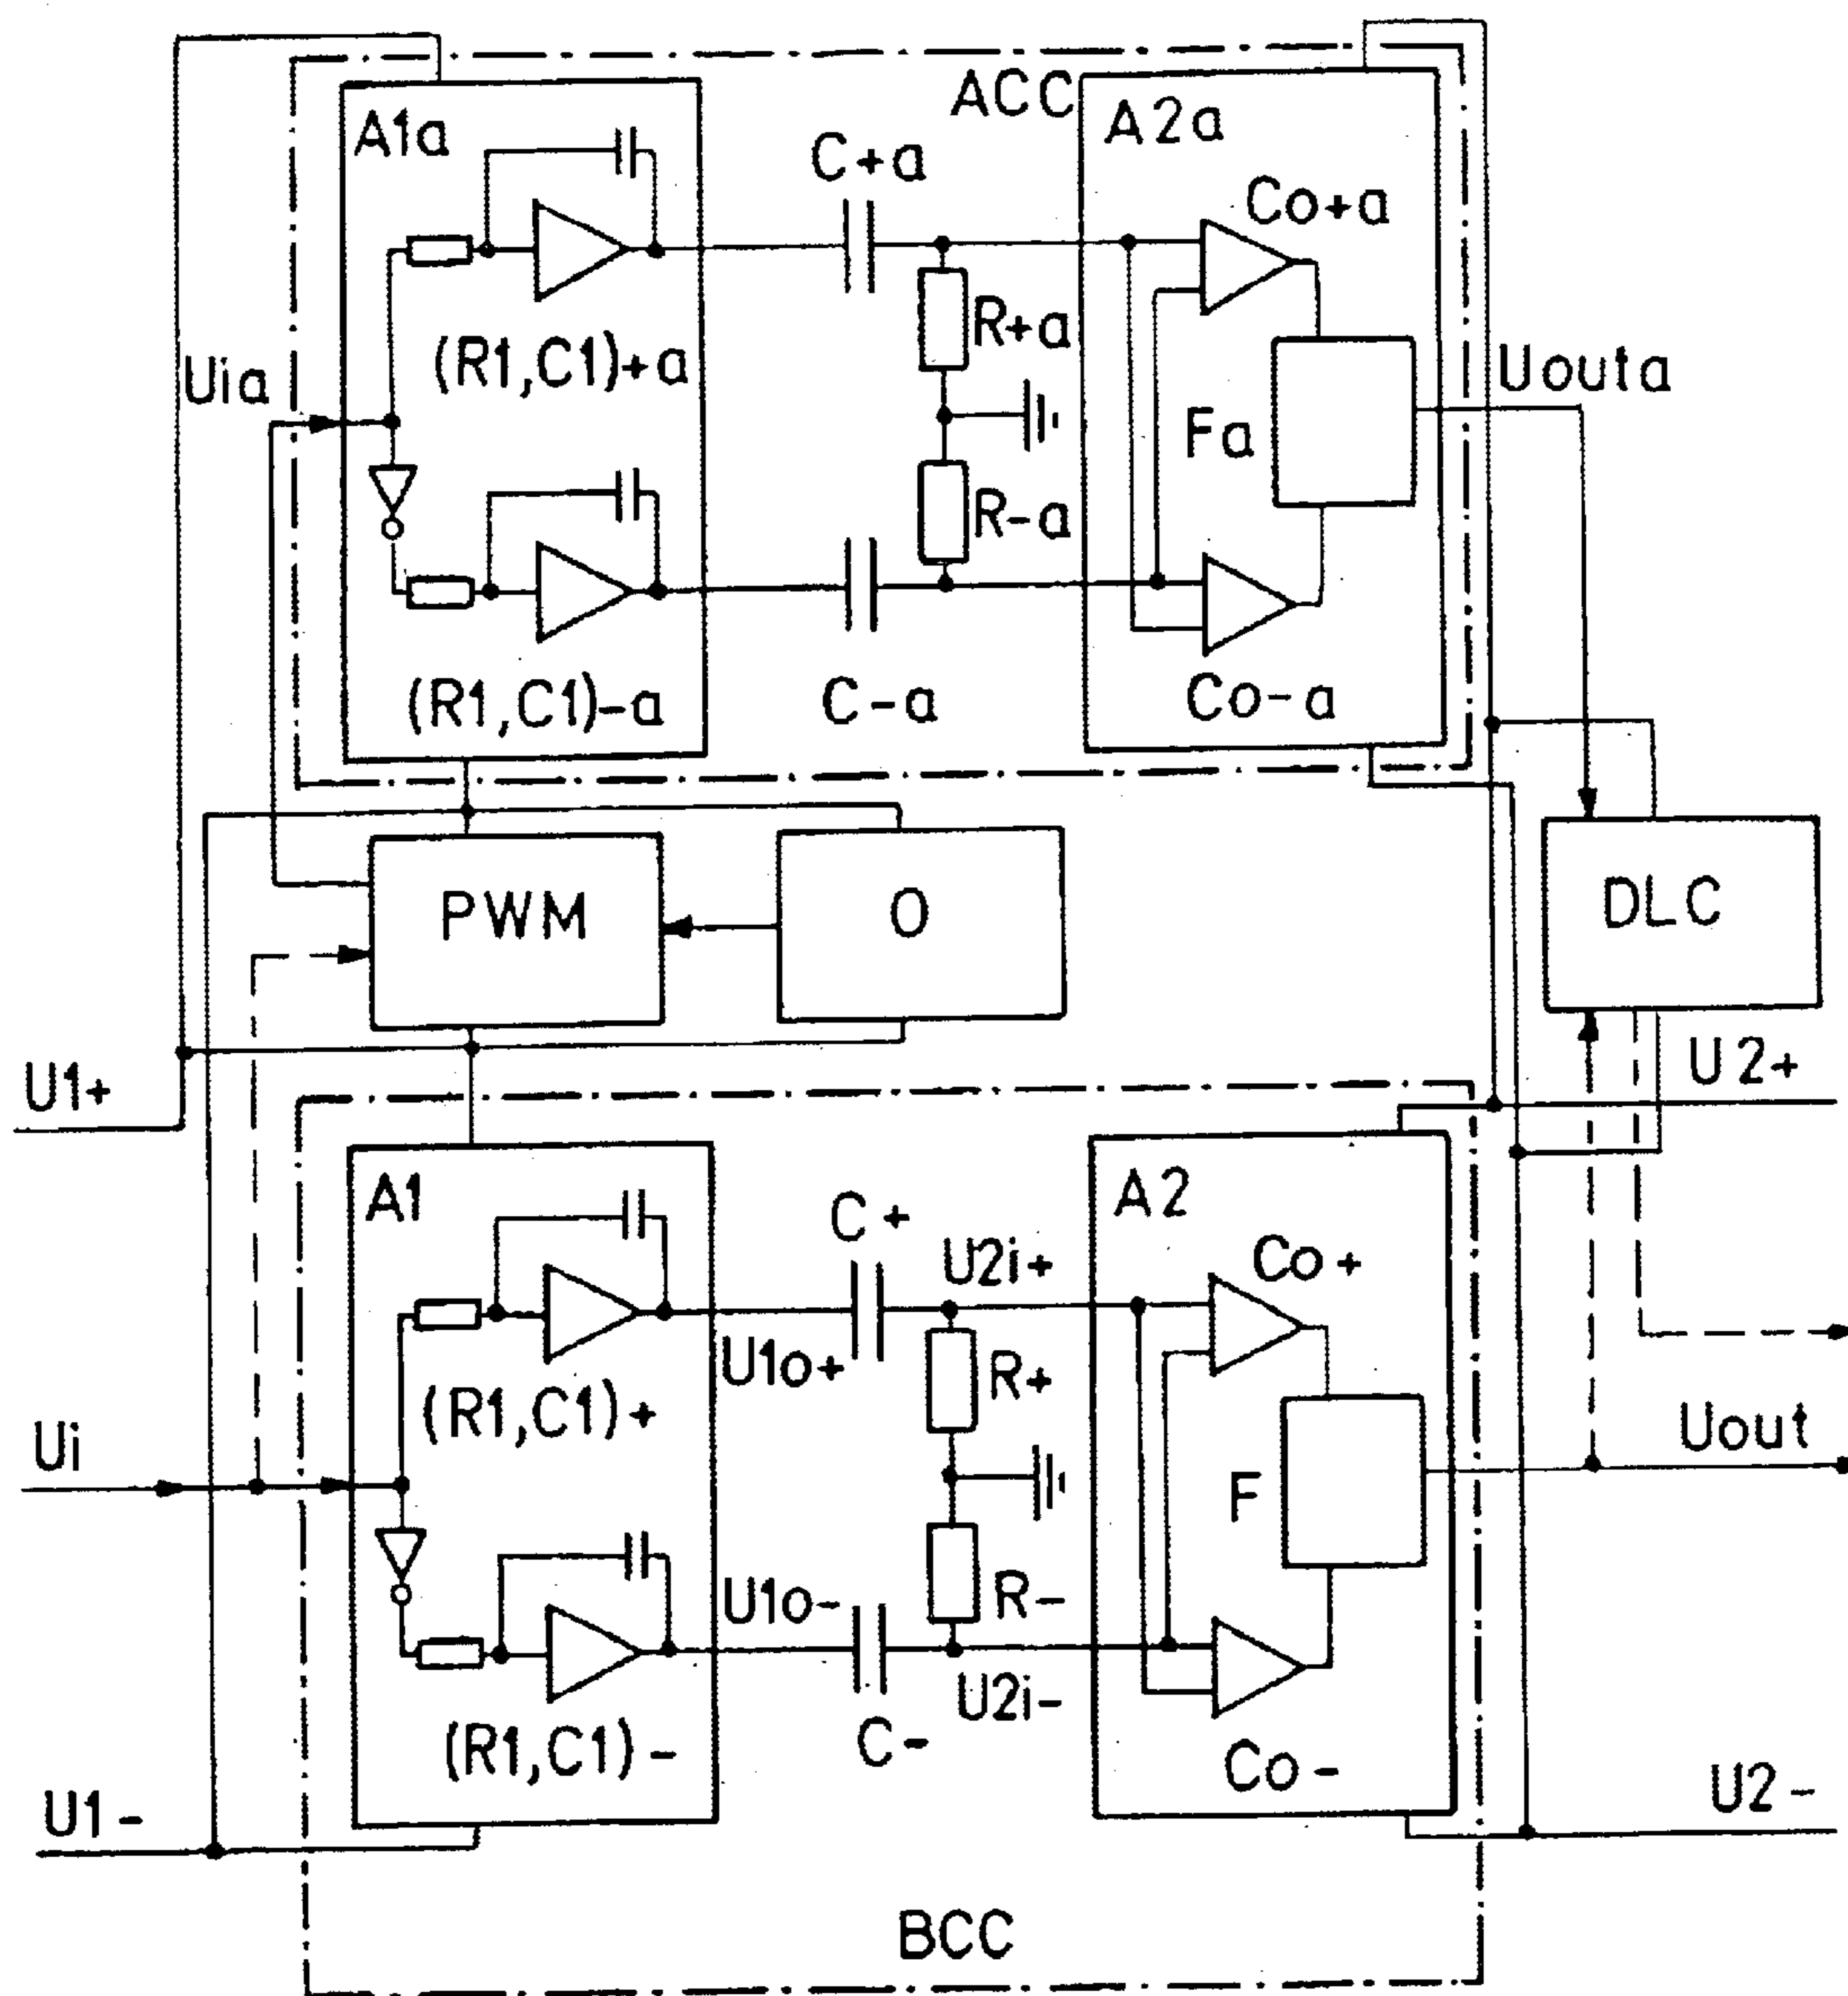 ACC
A1a
A2a
C+a
Co+a
R+a
(R1,C1)+a
Uia
Uouta
Fa
R-a
(R1,C1)-a
C-a
Co-a
PWM
O
DLC
U1+
U2+
A1
A2
C+
U2i+
Co+
U1o+
R+
(R1,C1)+
Ui
Uout
F
U1o-
R-
U2i-
(R1,C1)-
C-
Co-
U1-
U2-
BCC